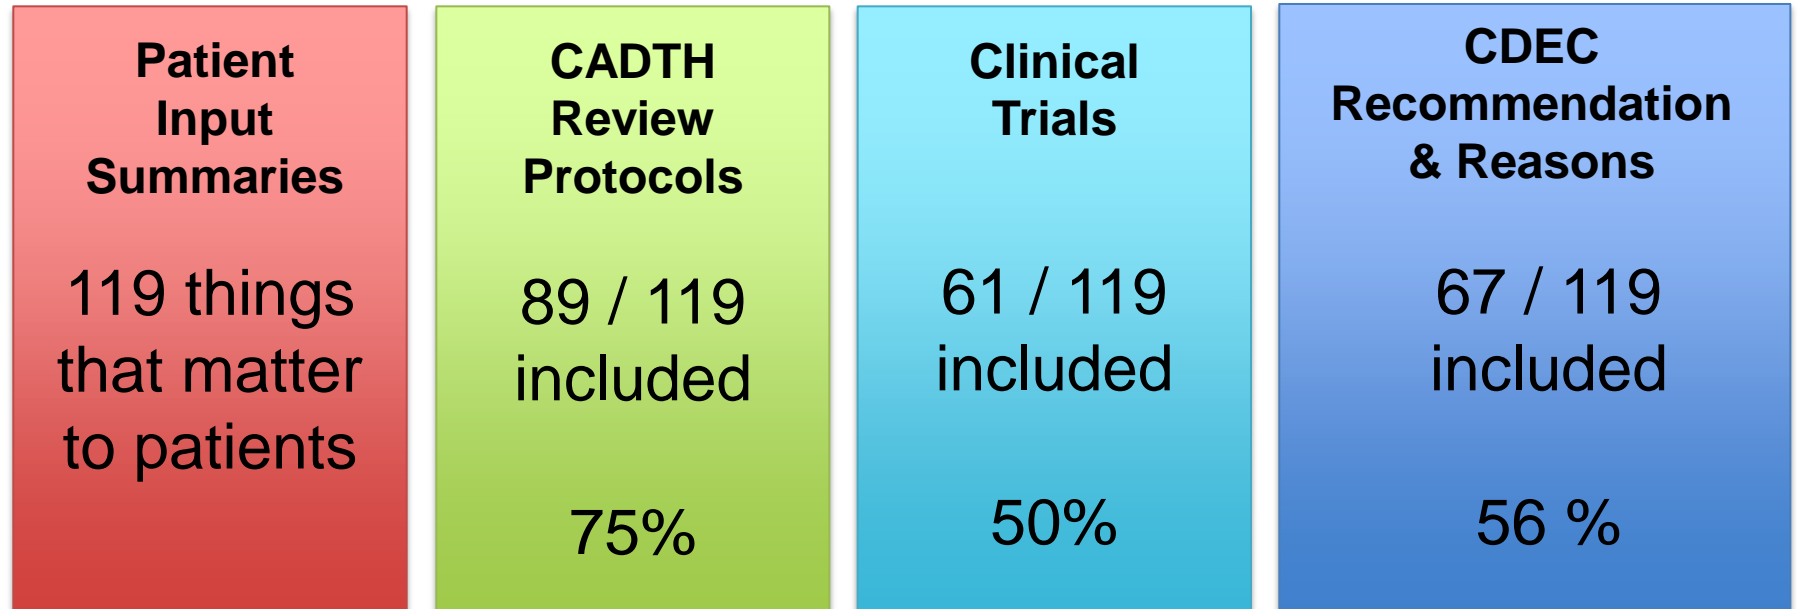 Patient
Input
Summaries
119 things
that matter
to patients
CADTH
Review
Protocols
89 / 119
included
75%
Clinical
Trials
61 / 119
included
50%
CDEC
Recommendation
& Reasons
67 / 119
included
56 %